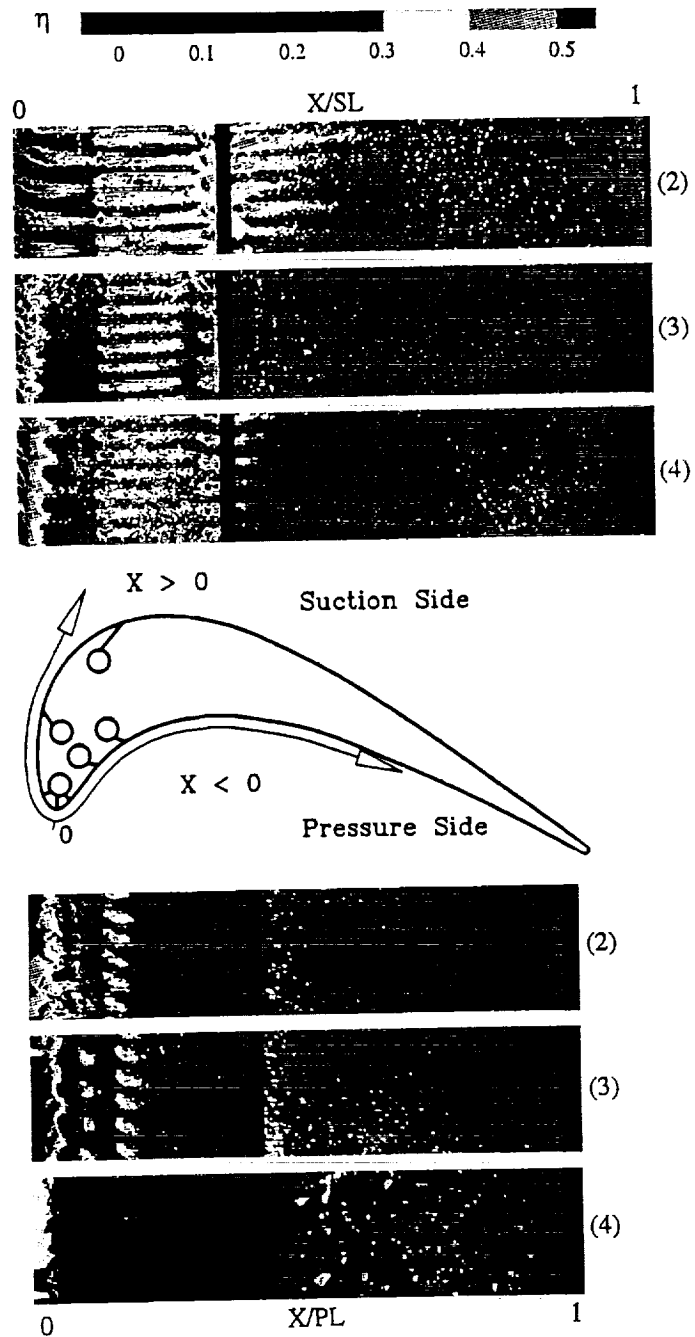 η
0 0.1 0.2 0.3 0.4 0.5
0 X/SL 1
(2)
(3)
(4)
X > 0
Suction Side
X < 0
0
Pressure Side
(2)
(3)
(4)
0 X/PL 1